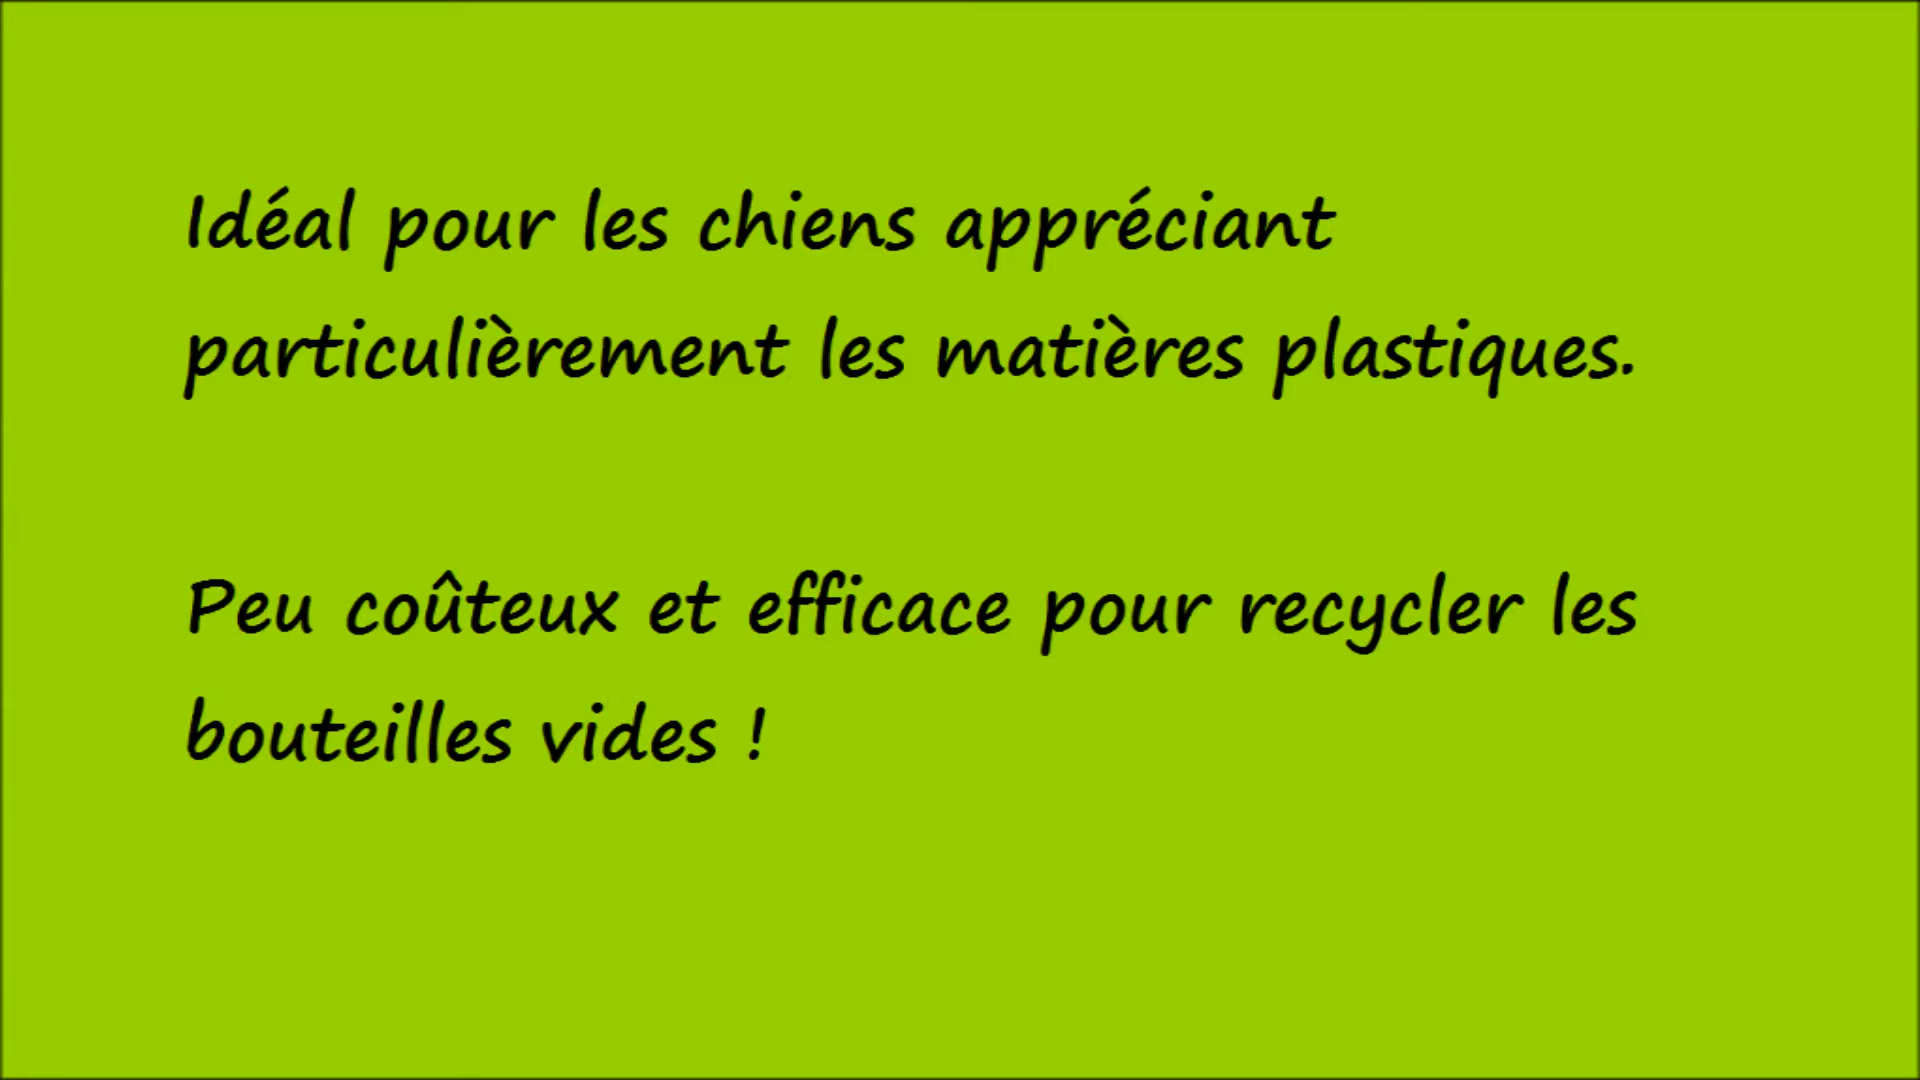 Idéal pour les chiens appréciant
particulièrement les matières plastiques.
Peu coûteux et efficace pour recycler les
bouteilles vides !